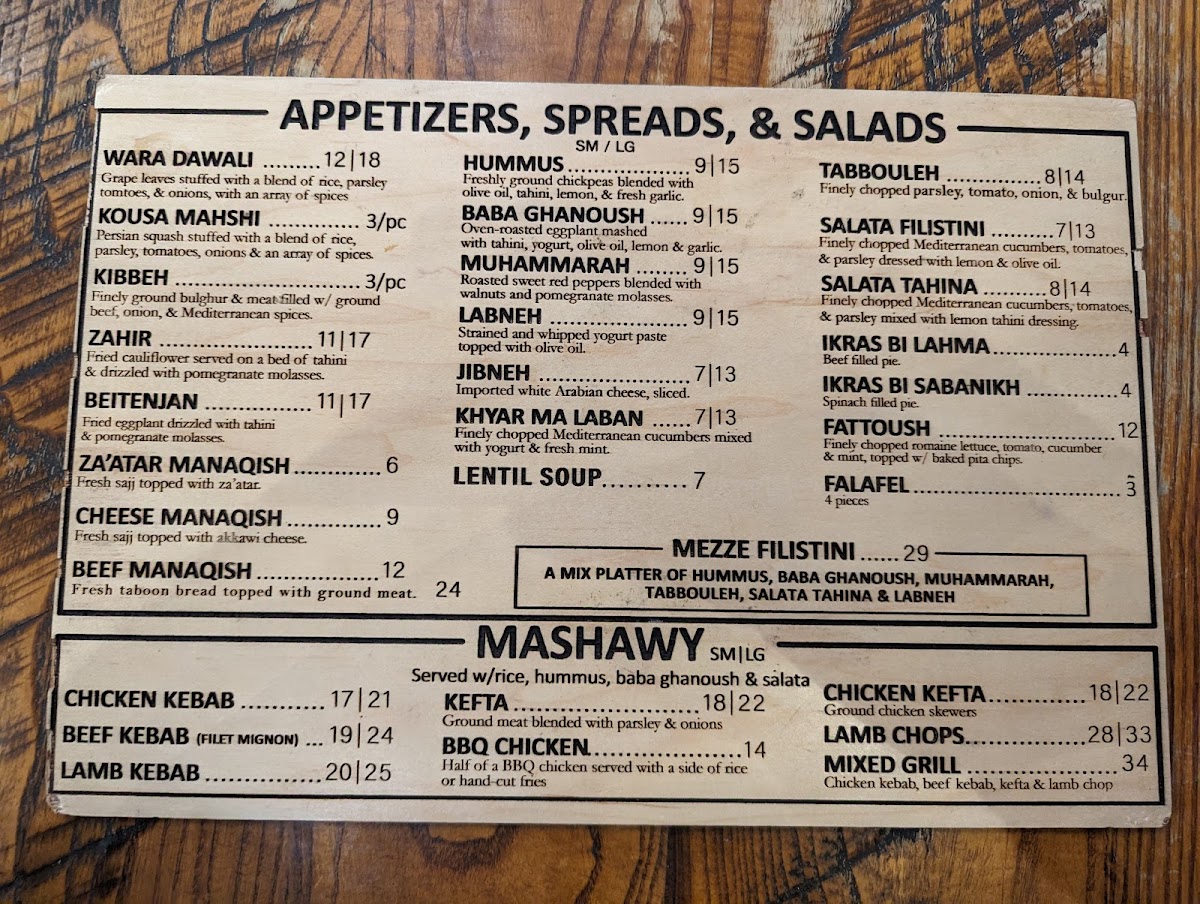 APPETIZERS, SPREADS, & SALADS
SM / LG
WARA DAWALI .........12|18
Grape leaves stuffed with a blend of rice, parsley
tomtoes, & onions, with an array of spices
KOUSA MAHSHI .............. 3/pc
Persian squash stuffed with a blend of rice,
parsley, tomatoes, onions & an array of spices.
KIBBEH ............................ 3/pc
Finely ground bulghur & meat filled w/ ground
beef, onion, & Mediterranean spices.
ZAHIR ........................ 11|17
Fried cauliflower served on a bed of tahini
& drizzled with pomegranate molasses.
BEITENJAN ................ 11|17
Fried eggplant drizzled with tahini
& pomegranate molasses.
ZA'ATAR MANAQISH............. 6
Fresh sajj topped with za'atar.
CHEESE MANAQISH .............. 9
Fresh sajj topped with akkawi cheese.
BEEF MANAQISH ..................12
Fresh taboon bread topped with ground meat. 24
HUMMUS .................... 9|15
Freshly ground chickpeas blended with
olive oil, tahini, lemon, & fresh garlic.
BABA GHANOUSH ...... 9|15
Oven-roasted eggplant mashed
with tahini, yogurt, olive oil, lemon & garlic.
MUHAMMARAH ........ 9|15
Roasted sweet red peppers blended with
walnuts and pomegranate molasses.
LABNEH ..................... 9|15
Strained and whipped yogurt paste
topped with olive oil.
JIBNEH ....................... 7|13
Imported white Arabian cheese, sliced.
KHYAR MA LABAN ...... 7|13
Finely chopped Mediterranean cucumbers mixed
with yogurt & fresh mint.
LENTIL SOUP.......... 7
TABBOULEH ...............8|14
Finely chopped parsley, tomato, onion, & bulgur.
SALATA FILISTINI ..........7|13
Finely chopped Mediterranean cucumbers, tomatoes,
& parsley dressed with lemon & olive oil.
SALATA TAHINA ..........8|14
Finely chopped Mediterranean cucumbers, tomatoes,
& parsley mixed with lemon tahini dressing.
IKRAS BI LAHMA....................4
Beef filled pie.
IKRAS BI SABANIKH .............. 4
Spinach filled pie.
FATTOUSH ............................ 12
Finely chopped romaine lettuce, tomato, cucumber
& mint, topped w/ baked pita chips.
FALAFEL.................................. 3
4 pieces
MEZZE FILISTINI ...... 29
A MIX PLATTER OF HUMMUS, BABA GHANOUSH, MUHAMMARAH,
TABBOULEH, SALATA TAHINA & LABNEH
MASHAWY SM|LG
Served w/rice, hummus, baba ghanoush & salata
CHICKEN KEBAB ........... 17|21
BEEF KEBAB (FILET MIGNON) ... 19|24
LAMB KEBAB ..................20|25
KEFTA ............................ 18|22
Ground meat blended with parsley & onions
BBQ CHICKEN......................14
Half of a BBQ chicken served with a side of rice
or hand-cut fries
CHICKEN KEFTA...............18|22
Ground chicken skewers
LAMB CHOPS..................28|33
MIXED GRILL ...................... 34
Chicken kebab, beef kebab, kefta & lamb chop